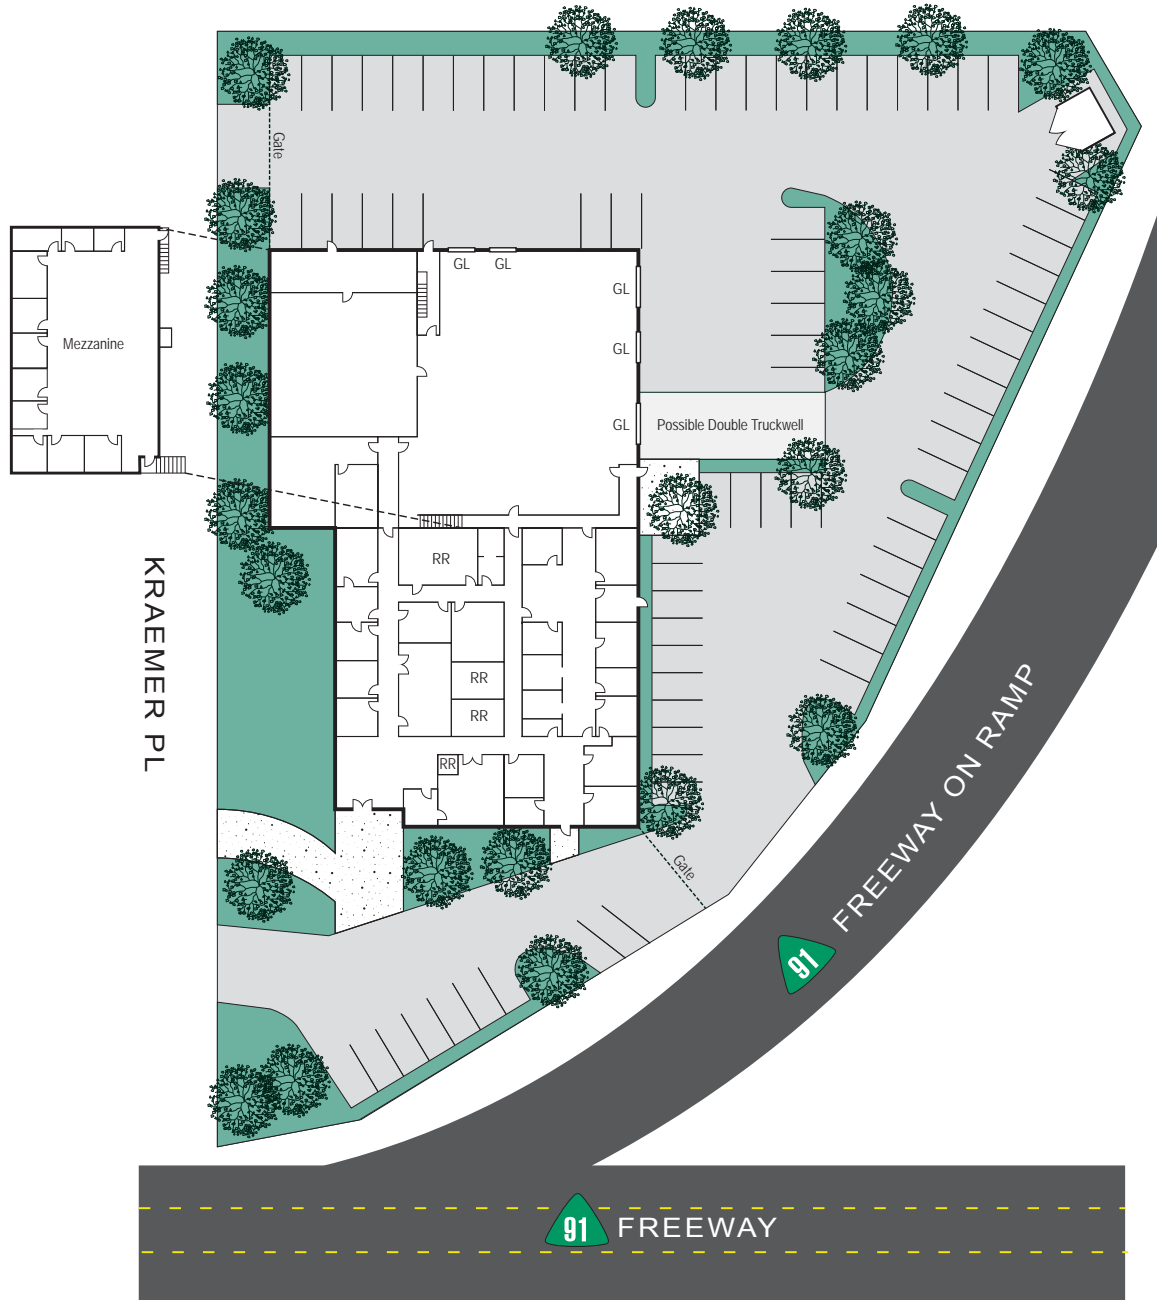 Gate
GL
GL
GL
Mezzanine
GL
GL
Possible Double Truckwell
RR
KRAEMER PL
RR
RR
RR
Gate
FREEWAY ON RAMP
91
91 FREEWAY